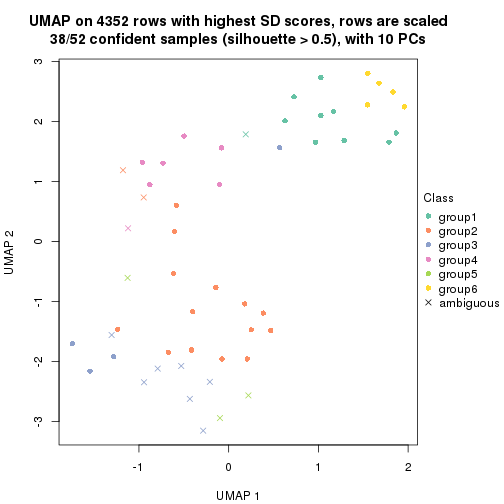 UMAP on 4352 rows with highest SD scores, rows are scaled
38/52 confident samples (silhouette > 0.5), with 10 PCs
3
2
1
0
-1
-2
-3
UMAP 2
-1
0
1
2
UMAP 1
Class
group1
group2
group3
group4
group5
group6
ambiguous